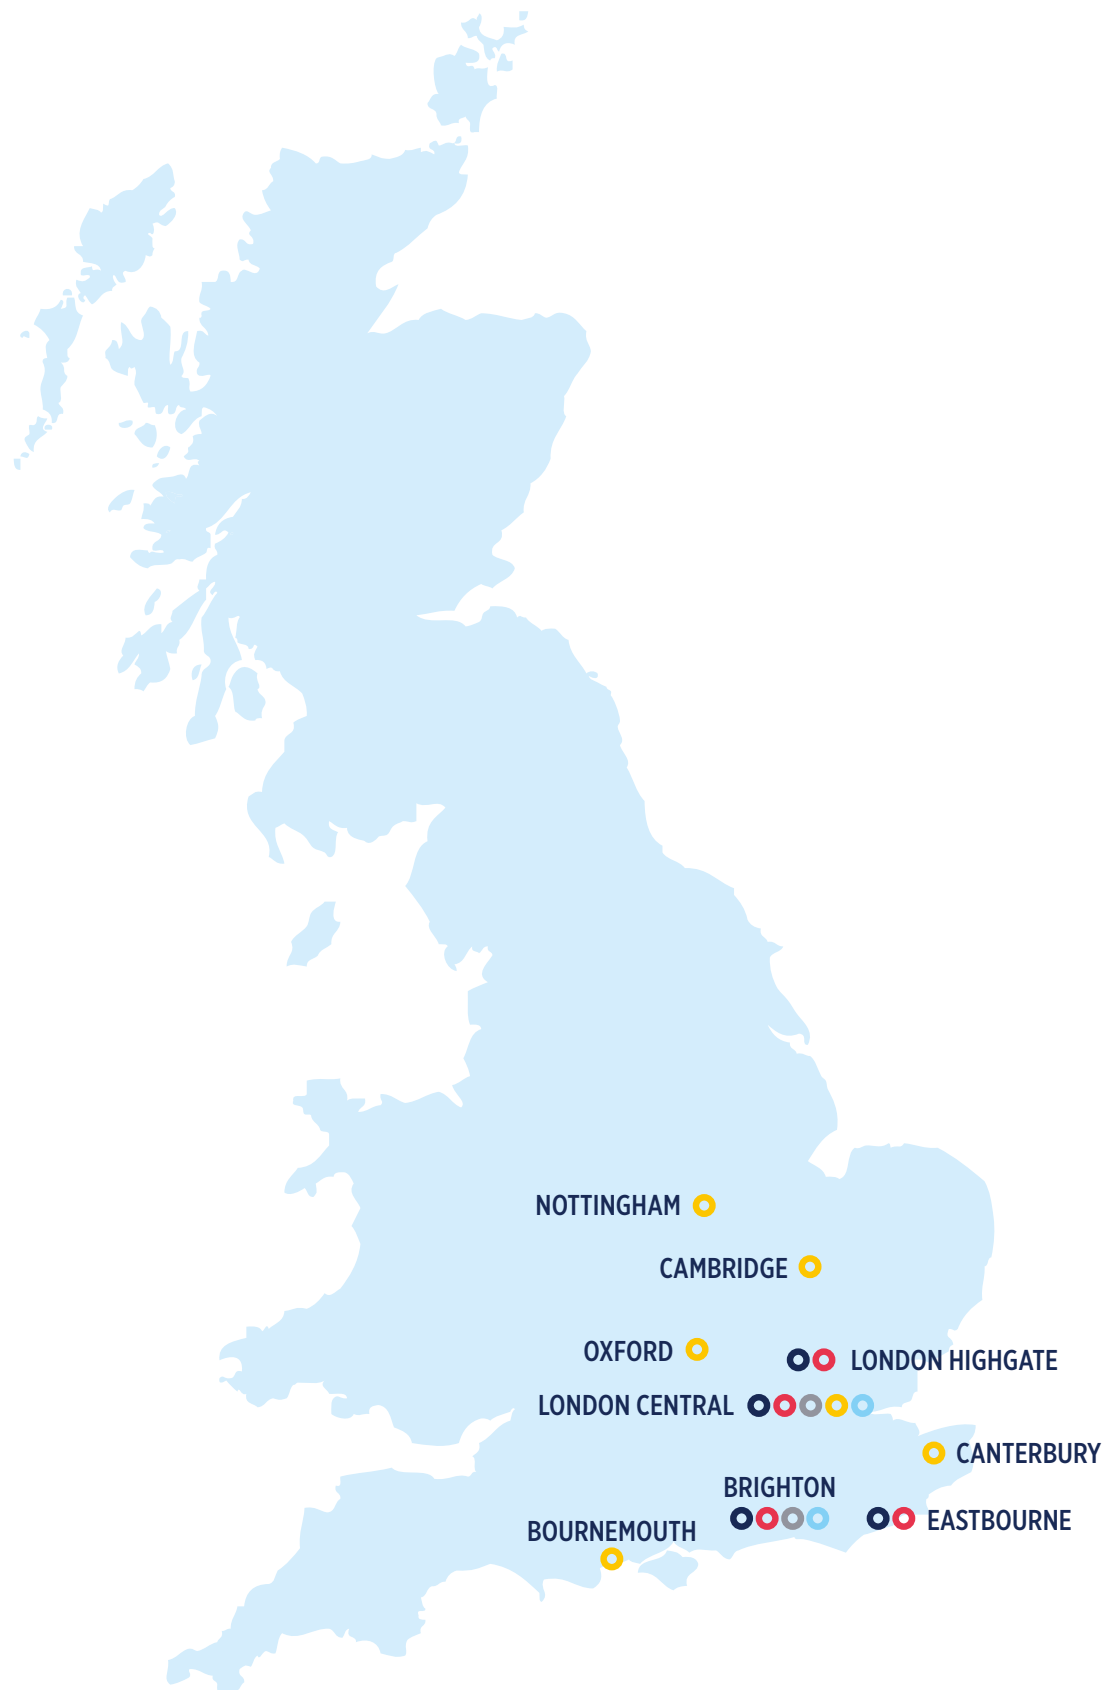 NOTTINGHAM
CAMBRIDGE
OXFORD
LONDON HIGHGATE
LONDON CENTRAL
CANTERBURY
BRIGHTON
EASTBOURNE
BOURNEMOUTH